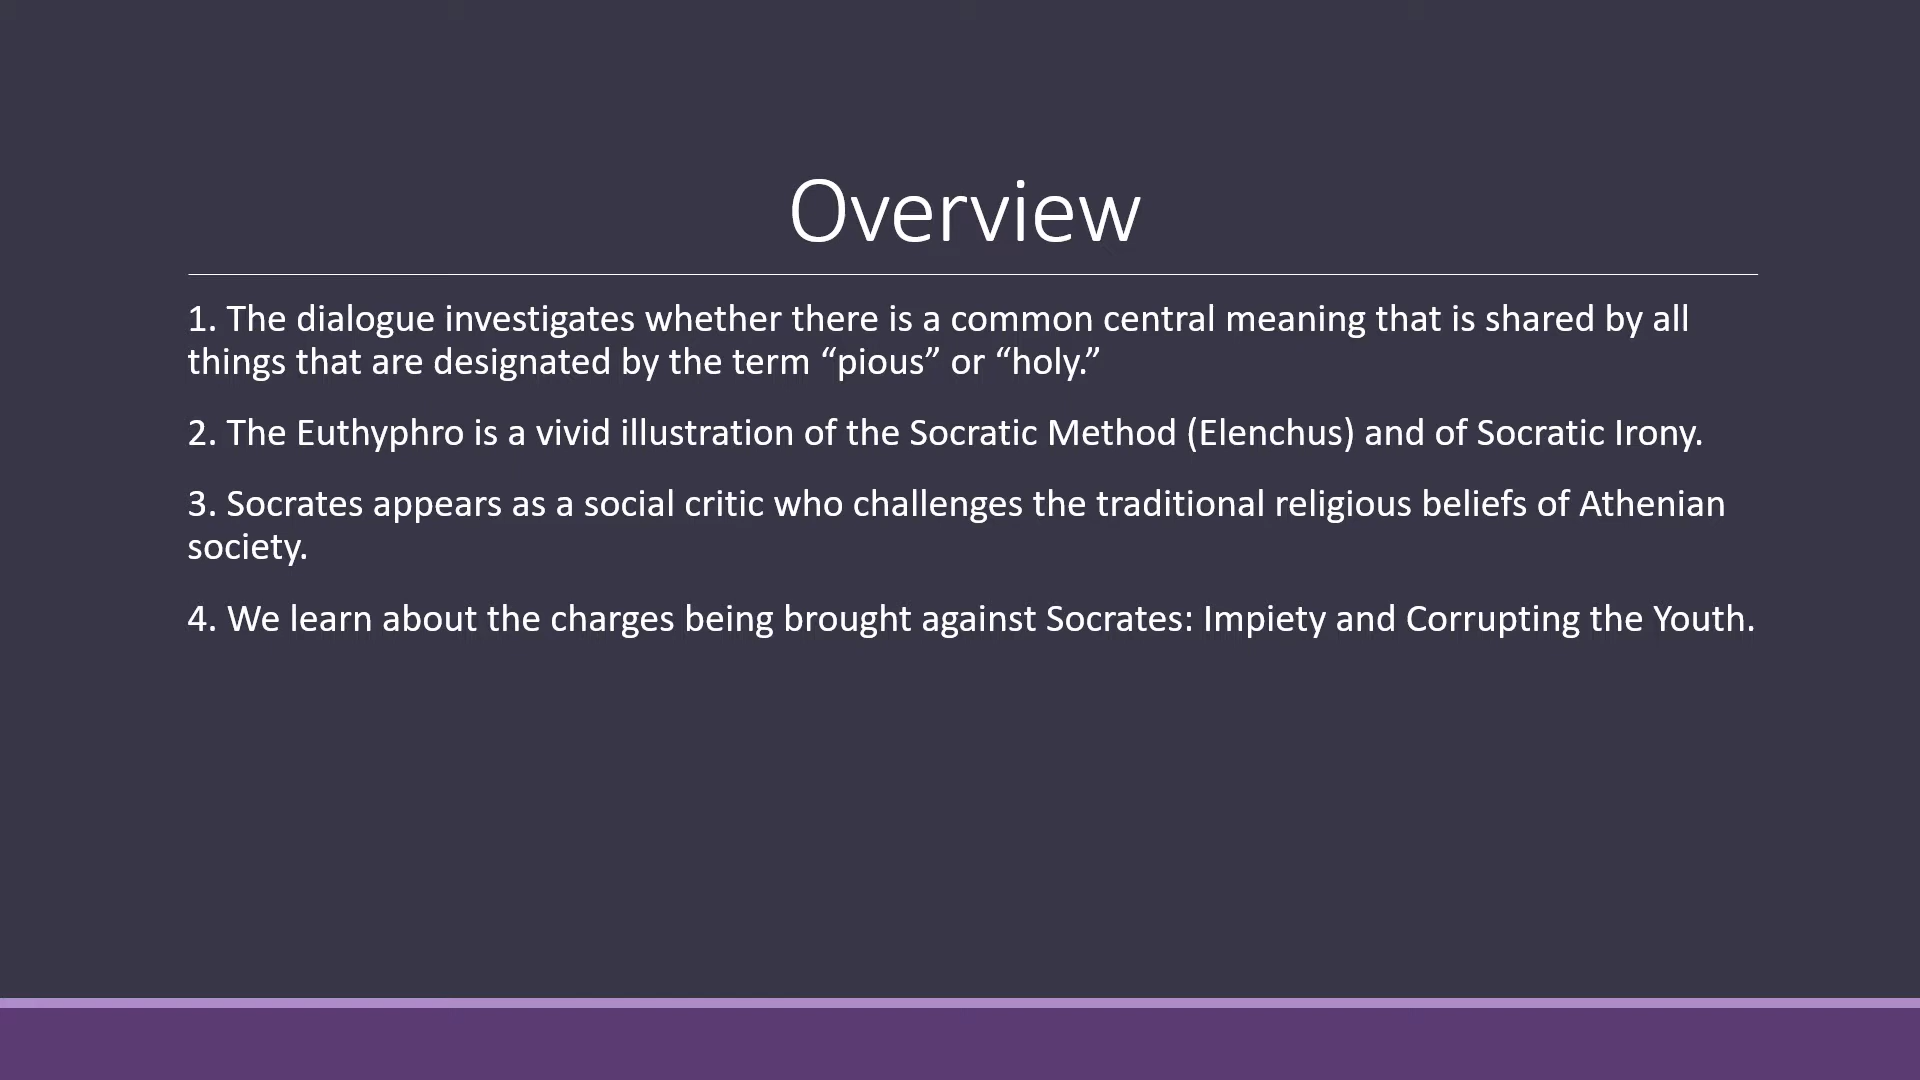 Overview
1. The dialogue investigates whether there is a common central meaning that is shared by all
things that are designated by the term “pious” or “holy.”
2. The Euthyphro is a vivid illustration of the Socratic Method (Elenchus) and of Socratic Irony.
3. Socrates appears as a social critic who challenges the traditional religious beliefs of Athenian
society.
4. We learn about the charges being brought against Socrates: Impiety and Corrupting the Youth.